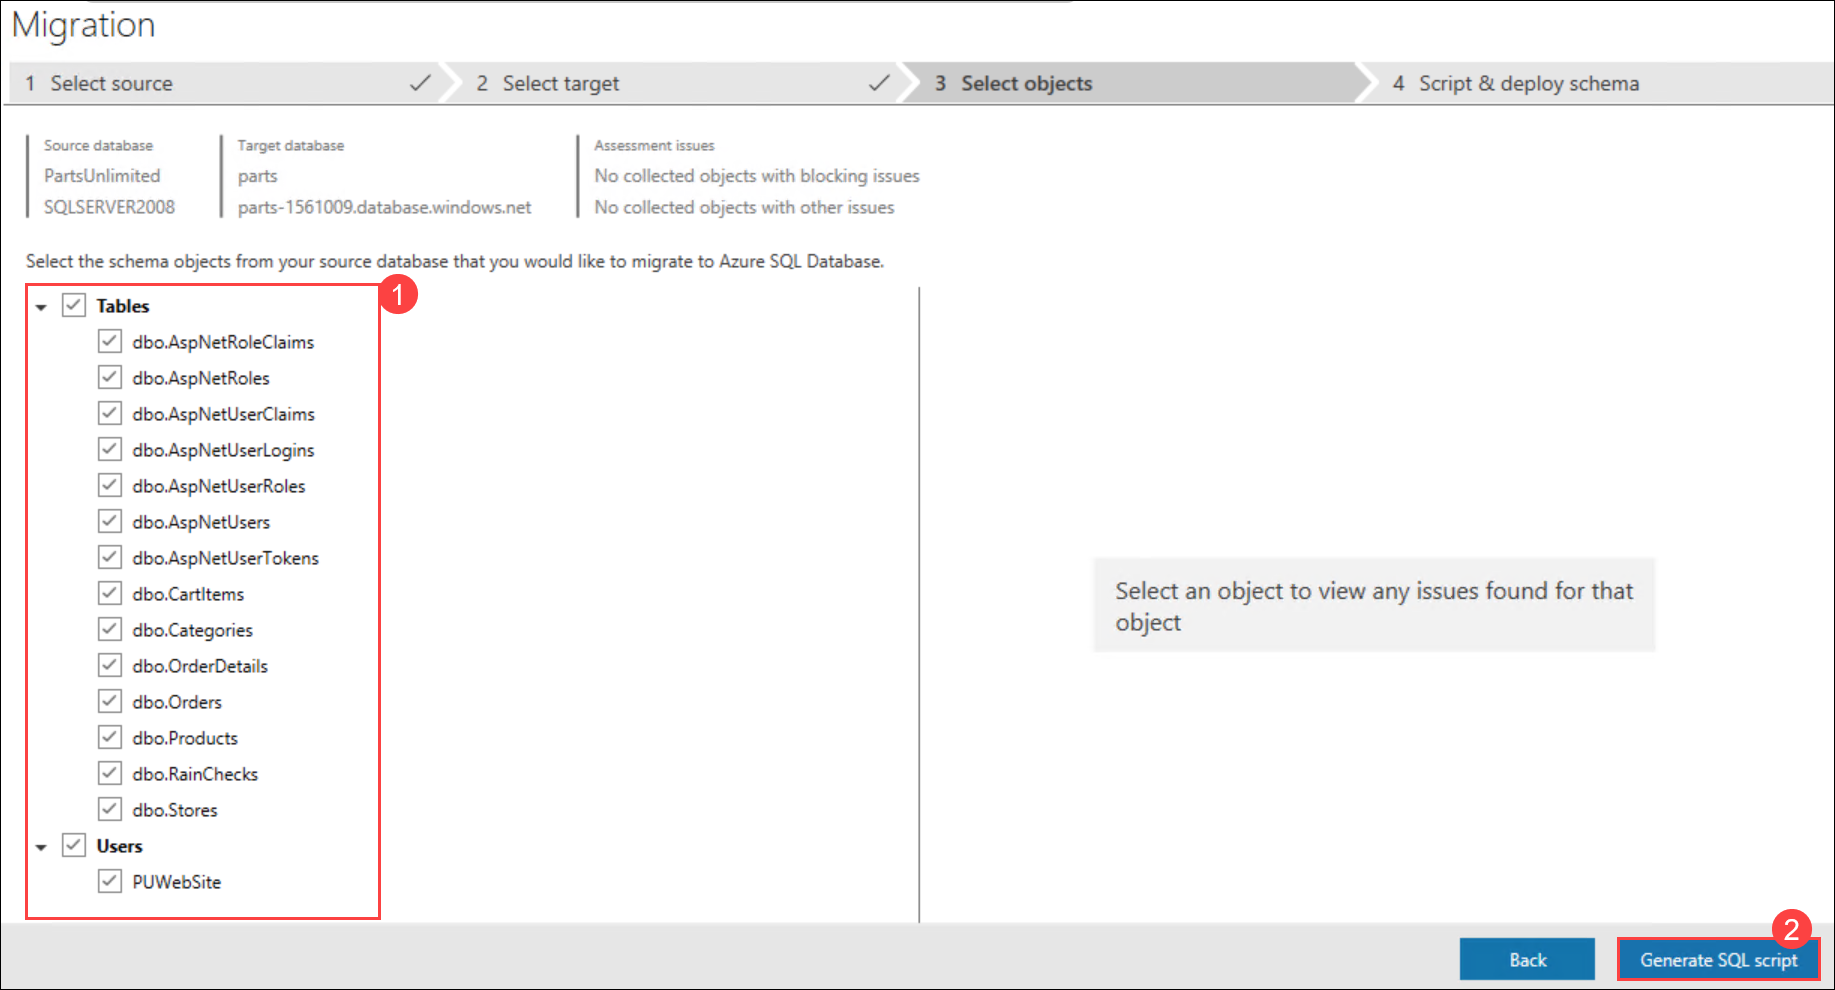 Migration
1 Select source
2 Select target
3 Select objects
4 Script & deploy schema
Source database
PartsUnlimited
SQLSERVER2008
Target database
parts
parts-1561009.database.windows.net
Assessment issues
No collected objects with blocking issues
No collected objects with other issues
Select the schema objects from your source database that you would like to migrate to Azure SQL Database.
1
Tables
dbo.AspNetRoleClaims
dbo.AspNetRoles
dbo.AspNetUserClaims
dbo.AspNetUserLogins
dbo.AspNetUserRoles
dbo.AspNetUsers
dbo.AspNetUserTokens
dbo.CartItems
dbo.Categories
dbo.OrderDetails
dbo.Orders
dbo.Products
dbo.RainChecks
dbo.Stores
Users
PUWebSite
Select an object to view any issues found for that
object
2
Back
Generate SQL script